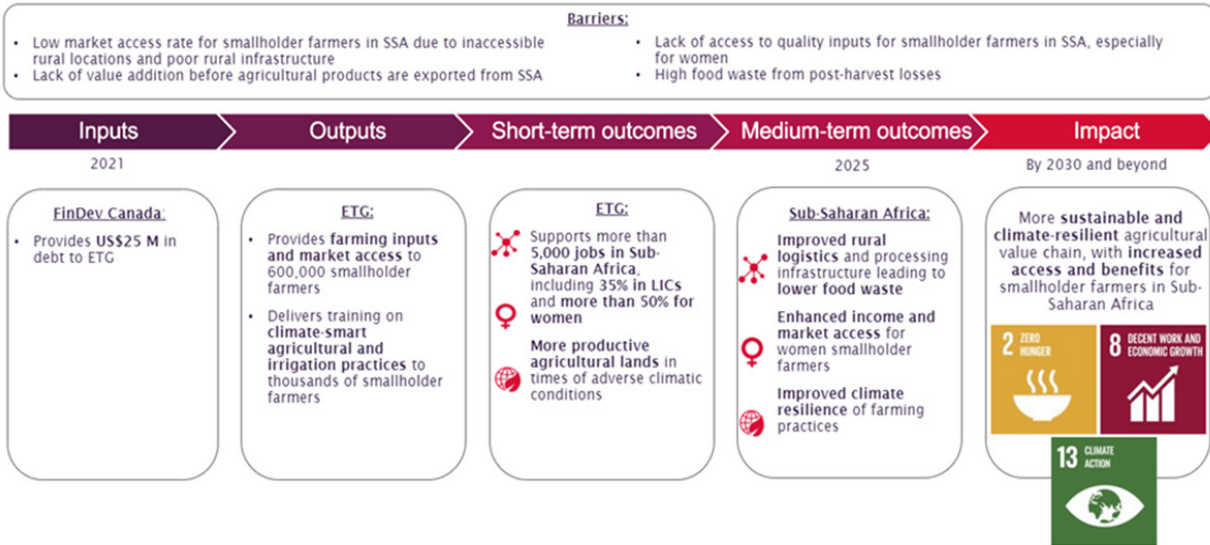 Barriers:
• Low market access rate for smallholder farmers in SSA due to inaccessible
rural locations and poor rural infrastructure
• Lack of value addition before agricultural products are exported from SSA
• Lack of access to quality inputs for smallholder farmers in SSA, especially
for women
• High food waste from post-harvest losses
Inputs
Outputs
Short-term outcomes
Medium-term outcomes
Impact
2021
2025
By 2030 and beyond
FinDev Canada:
• Provides US$25 M in
debt to ETG
ETG:
• Provides farming inputs
and market access to
600,000 smallholder
farmers
• Delivers training on
climate-smart
agricultural and
irrigation practices to
thousands of smallholder
farmers
ETG:
Supports more than
5,000 jobs in Sub-
Saharan Africa,
including 35% in LICs
and more than 50% for
women
More productive
agricultural lands in
times of adverse climatic
conditions
Sub-Saharan Africa:
Improved rural
logistics and processing
infrastructure leading to
lower food waste
Enhanced income and
market access for
women smallholder
farmers
Improved climate
resilience of farming
practices
More sustainable and
climate-resilient agricultural
value chain, with increased
access and benefits for
smallholder farmers in Sub-
Saharan Africa
2 ZERO
HUNGER
8 DECENT WORK AND
ECONOMIC GROWTH
13 CLIMATE
ACTION